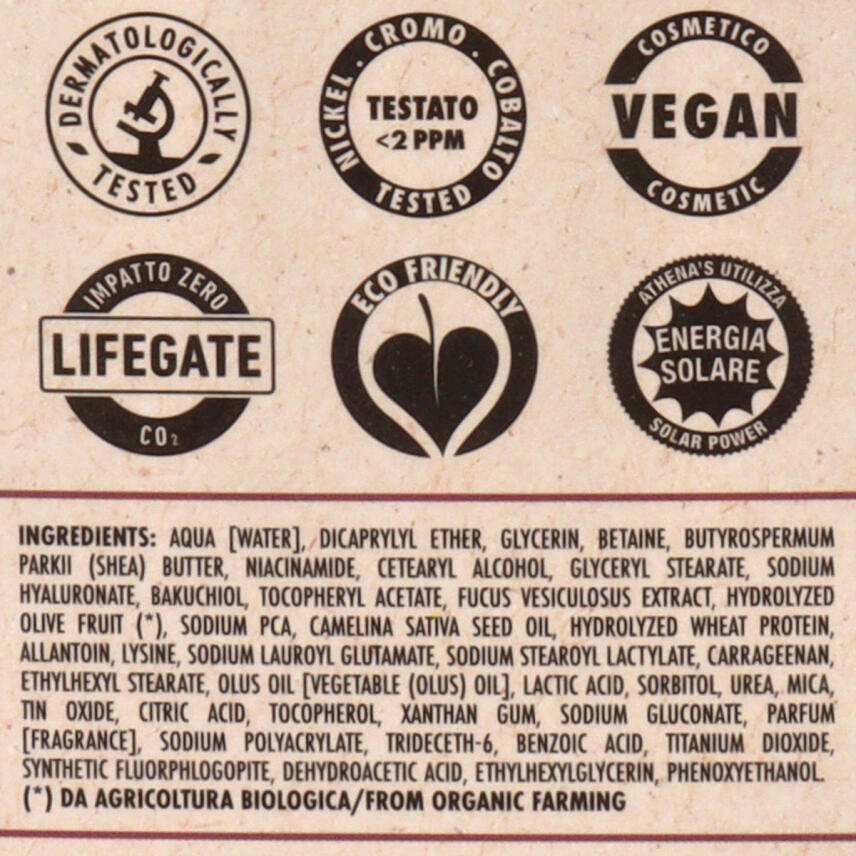 DERMATOLOGICALLY
TESTED
NICKEL . CROMO . COBALTO
TESTATO
<2 PPM
TESTED
COSMETICO
VEGAN
COSMETIC
IMPATTO ZERO
LIFEGATE
CO₂
ECO FRIENDLY
ATHENA'S UTILIZZA
ENERGIA
SOLARE
SOLAR POWER
INGREDIENTS: AQUA [WATER], DICAPRYLYL ETHER, GLYCERIN, BETAINE, BUTYROSPERMUM
PARKII (SHEA) BUTTER, NIACINAMIDE, CETEARYL ALCOHOL, GLYCERYL STEARATE, SODIUM
HYALURONATE, BAKUCHIOL, TOCOPHERYL ACETATE, FUCUS VESICULOSUS EXTRACT, HYDROLYZED
OLIVE FRUIT (*), SODIUM PCA, CAMELINA SATIVA SEED OIL, HYDROLYZED WHEAT PROTEIN,
ALLANTOIN, LYSINE, SODIUM LAUROYL GLUTAMATE, SODIUM STEAROYL LACTYLATE, CARRAGEENAN,
ETHYLHEXYL STEARATE, OLUS OIL [VEGETABLE (OLUS) OIL], LACTIC ACID, SORBITOL, UREA, MICA,
TIN OXIDE, CITRIC ACID, TOCOPHEROL, XANTHAN GUM, SODIUM GLUCONATE, PARFUM
[FRAGRANCE], SODIUM POLYACRYLATE, TRIDECETH-6, BENZOIC ACID, TITANIUM DIOXIDE,
SYNTHETIC FLUORPHLOGOPITE, DEHYDROACETIC ACID, ETHYLHEXYLGLYCERIN, PHENOXYETHANOL.
(*) DA AGRICOLTURA BIOLOGICA/FROM ORGANIC FARMING